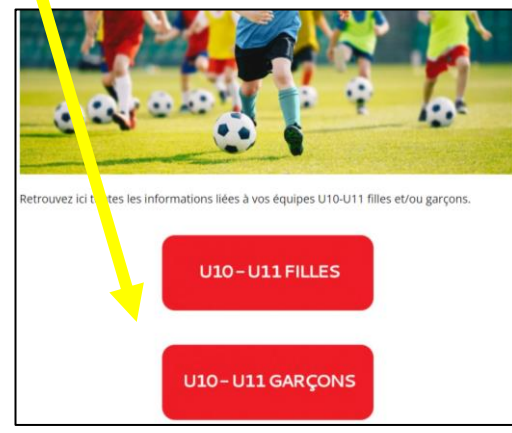 Retrouvez ici toutes les informations liées à vos équipes U10-U11 filles et/ou garçons.
U10 – U11 FILLES
U10 – U11 GARÇONS